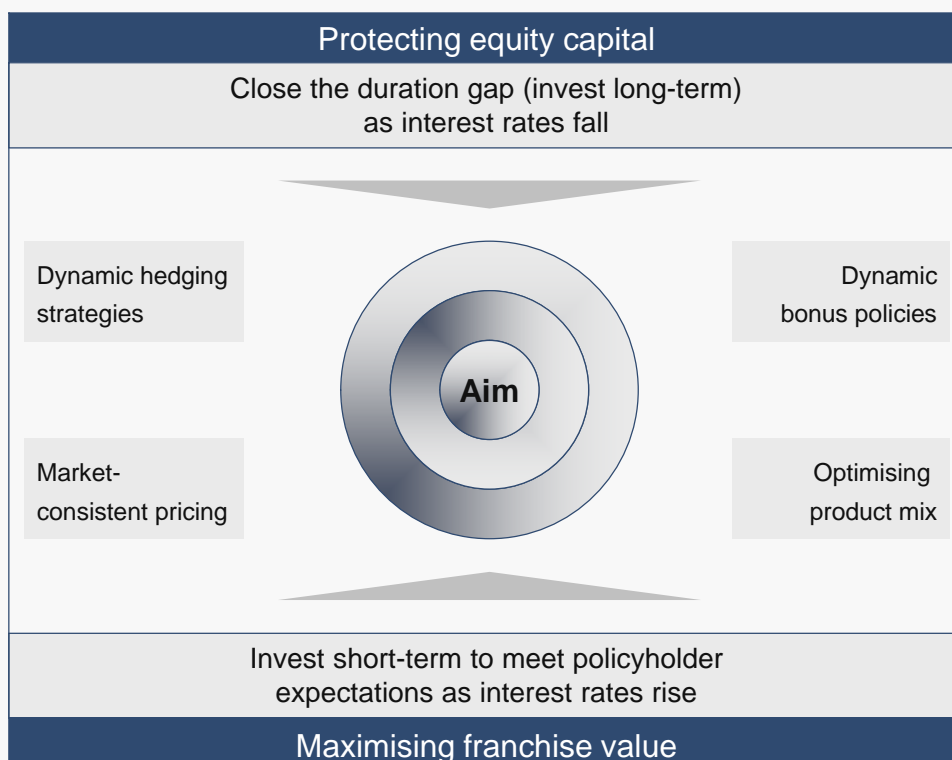 Protecting equity capital
Close the duration gap (invest long-term)
as interest rates fall
Dynamic hedging
strategies
Dynamic
bonus policies
Aim
Market-
consistent pricing
Optimising
product mix
Invest short-term to meet policyholder
expectations as interest rates rise
Maximising franchise value